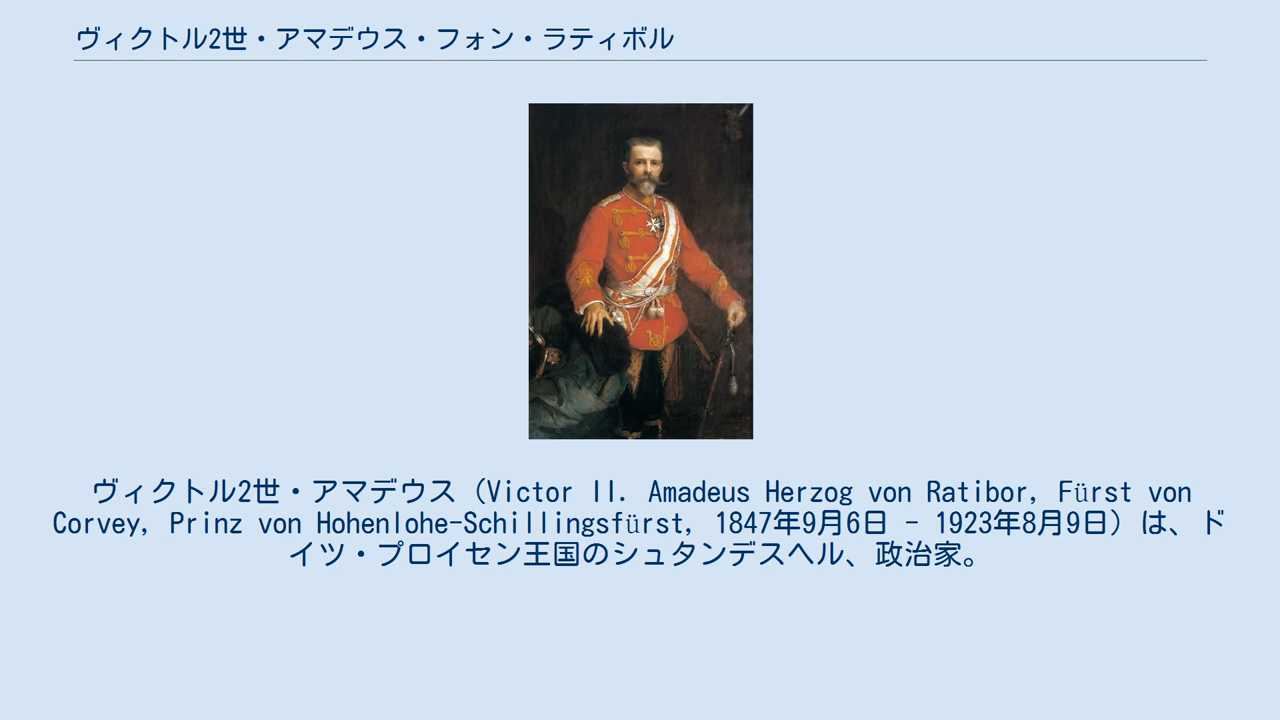 ヴィクトル2世・アマデウス・フォン・ラティボル
ヴィクトル2世・アマデウス（Victor II. Amadeus Herzog von Ratibor, Fürst von
Corvey, Prinz von Hohenlohe-Schillingsfürst, 1847年9月6日 - 1923年8月9日）は、ド
イツ・プロイセン王国のシュタンデスヘル、政治家。